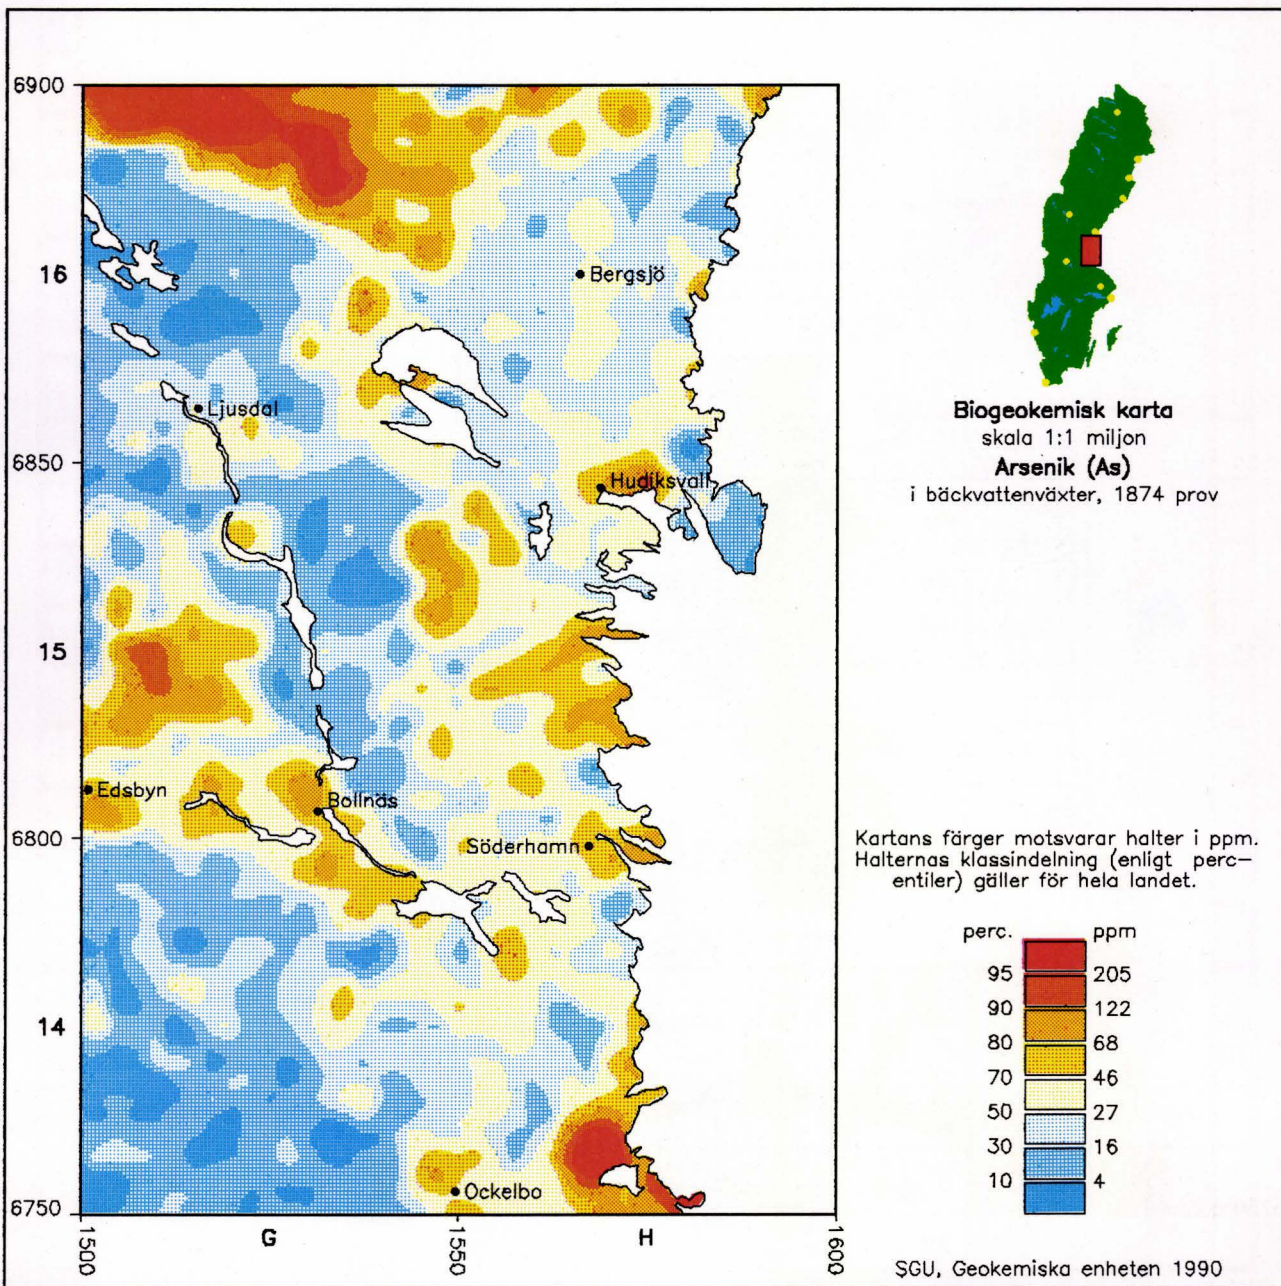 6900
16
Bergsjö
Ljusdal
6850
Hudiksvall
15
Edsbyn
Bollnäs
6800
Söderhamn
14
Ockelbo
6750
1500
G
1550
H
1600
Biogeokemisk karta
skala 1:1 miljon
Arsenik (As)
i bäckvattenväxter, 1874 prov
Kartans färger motsvarar halter i ppm.
Halternas klassindelning (enligt perc-
entiler) gäller för hela landet.
perc. ppm
95 205
90 122
80 68
70 46
50 27
30 16
10 4
SGU, Geokemiska enheten 1990